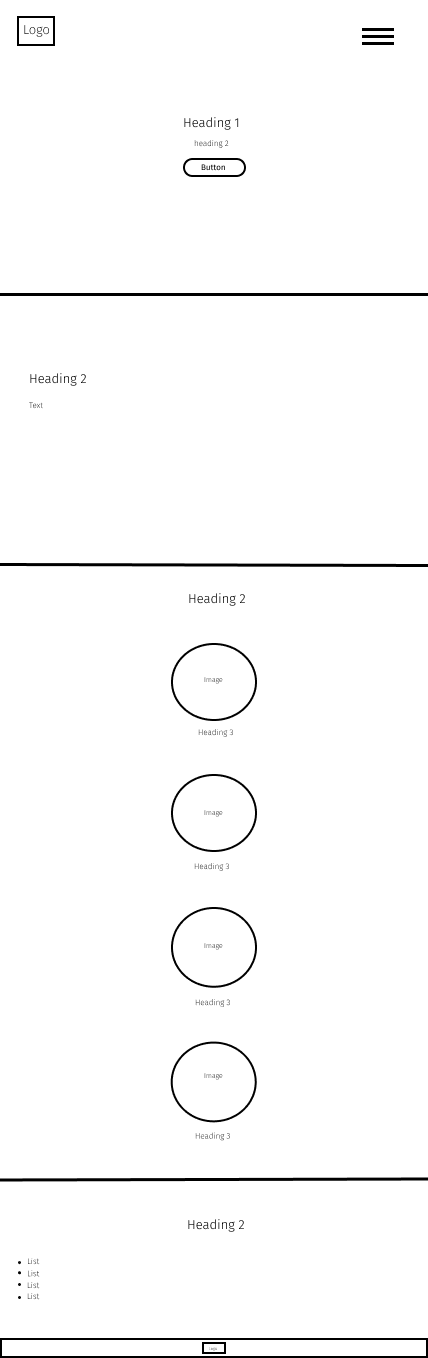 Logo
Heading 1
heading 2
Button
Heading 2
Text
Heading 2
Image
Heading 3
Image
Heading 3
Image
Heading 3
Image
Heading 3
Heading 2
List
List
List
List